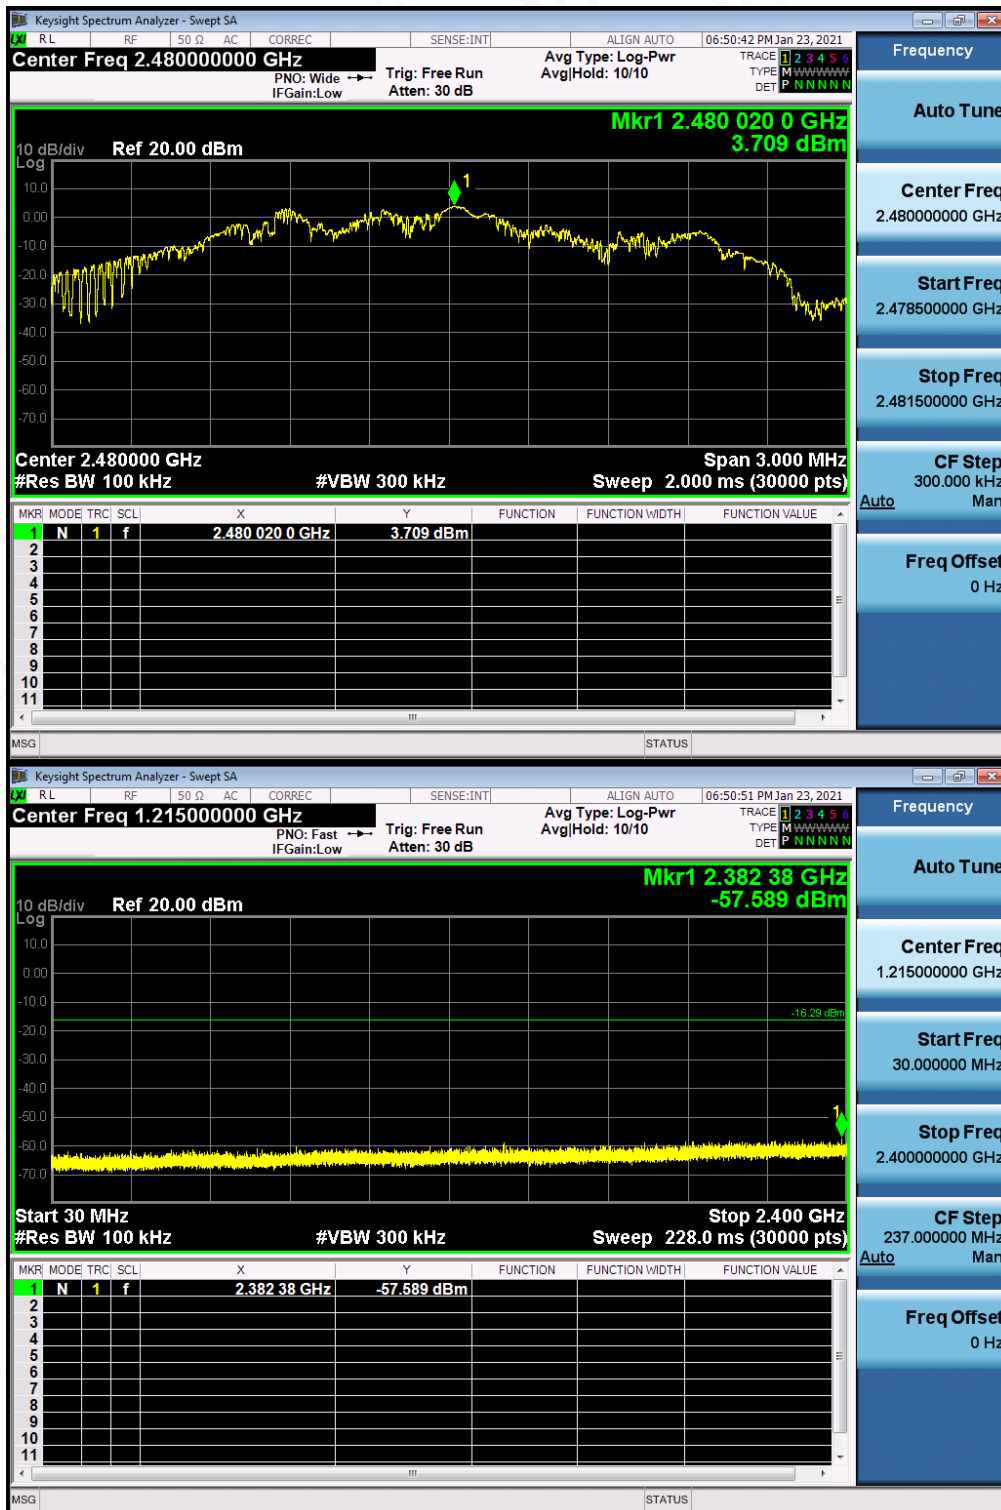 Keysight Spectrum Analyzer - Swept SA
LXI RL RF 50 Ω AC CORREC SENSE:INT ALIGN AUTO 06:50:42 PM Jan 23, 2021
Center Freq 2.480000000 GHz
PNO: Wide
IFGain:Low
Trig: Free Run
Atten: 30 dB
Avg Type: Log-Pwr
Avg|Hold: 10/10
TRACE 1 2 3 4 5 6
TYPE M WWWWW
DET P N N N N N
Mkr1 2.480 020 0 GHz
3.709 dBm
10 dB/div Ref 20.00 dBm
Log
10.0
0.00
-10.0
-20.0
-30.0
-40.0
-50.0
-60.0
-70.0
1
Center 2.480000 GHz Span 3.000 MHz
#Res BW 100 kHz #VBW 300 kHz Sweep 2.000 ms (30000 pts)
MKR MODE TRC SCL X Y FUNCTION FUNCTION WIDTH FUNCTION VALUE
1 N 1 f 2.480 020 0 GHz 3.709 dBm
2
3
4
5
6
7
8
9
10
11
MSG STATUS
Frequency
Auto Tune
Center Freq
2.480000000 GHz
Start Freq
2.478500000 GHz
Stop Freq
2.481500000 GHz
CF Step
300.000 kHz
Auto Man
Freq Offset
0 Hz
Keysight Spectrum Analyzer - Swept SA
LXI RL RF 50 Ω AC CORREC SENSE:INT ALIGN AUTO 06:50:51 PM Jan 23, 2021
Center Freq 1.215000000 GHz
PNO: Fast
IFGain:Low
Trig: Free Run
Atten: 30 dB
Avg Type: Log-Pwr
Avg|Hold: 10/10
TRACE 1 2 3 4 5 6
TYPE M WWWWW
DET P N N N N N
Mkr1 2.382 38 GHz
-57.589 dBm
10 dB/div Ref 20.00 dBm
Log
10.0
0.00
-10.0
-20.0
-30.0
-40.0
-50.0
-60.0
-70.0
-16.29 dBm
1
Start 30 MHz Stop 2.400 GHz
#Res BW 100 kHz #VBW 300 kHz Sweep 228.0 ms (30000 pts)
MKR MODE TRC SCL X Y FUNCTION FUNCTION WIDTH FUNCTION VALUE
1 N 1 f 2.382 38 GHz -57.589 dBm
2
3
4
5
6
7
8
9
10
11
MSG STATUS
Frequency
Auto Tune
Center Freq
1.215000000 GHz
Start Freq
30.000000 MHz
Stop Freq
2.400000000 GHz
CF Step
237.000000 MHz
Auto Man
Freq Offset
0 Hz